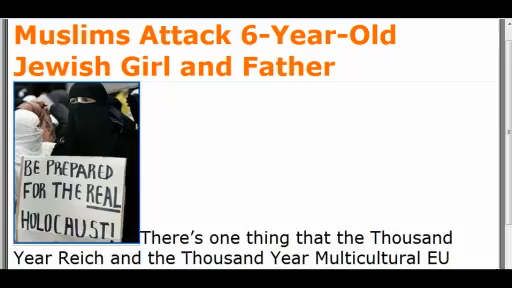 Muslims Attack 6-Year-Old
Jewish Girl and Father
BE PREPARED
FOR THE REAL
HOLOCAUST!
There's one thing that the Thousand
Year Reich and the Thousand Year Multicultural EU